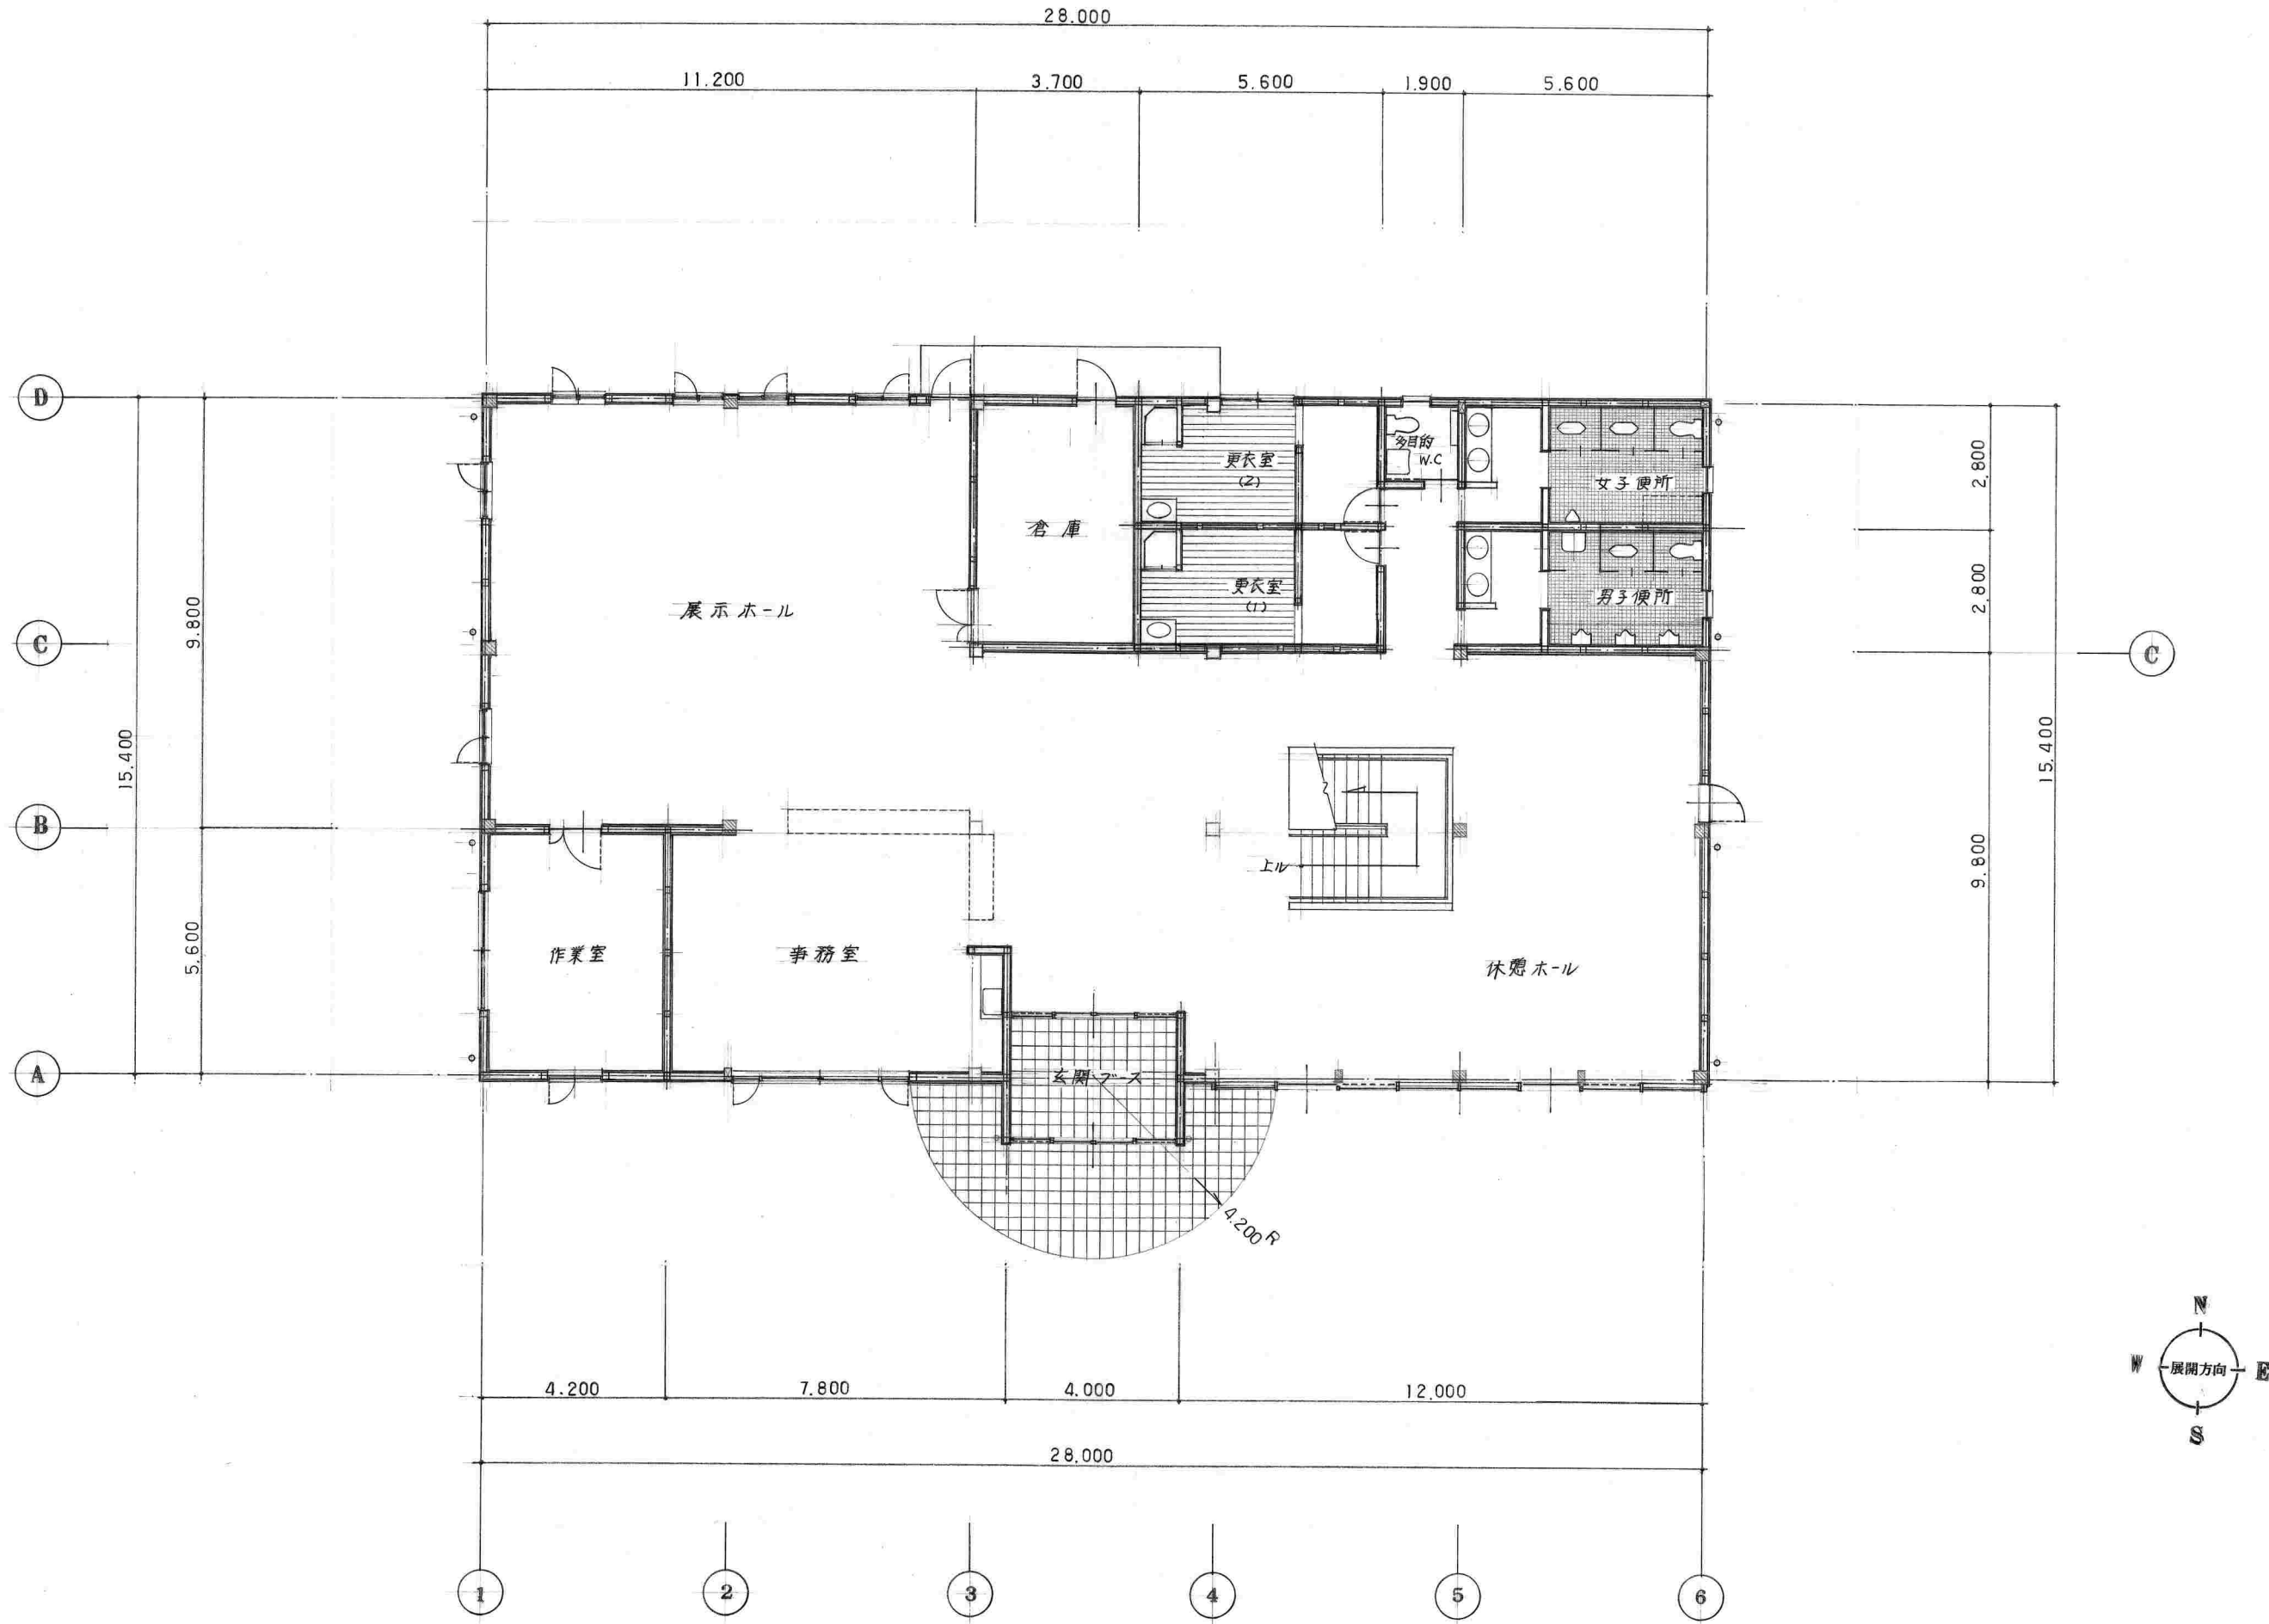 28.000
11.200
3.700
5.600
1.900
5.600
D
多目的
W.C
更衣室
(2)
女子便所
2.800
倉庫
更衣室
(1)
男子便所
2.800
展示ホール
9.800
C
C
15.400
15.400
B
上ル
9.800
5.600
作業室
事務室
休憩ホール
A
玄関ブース
4.200R
N
W
展開方向
E
S
4.200
7.800
4.000
12.000
28.000
1
2
3
4
5
6